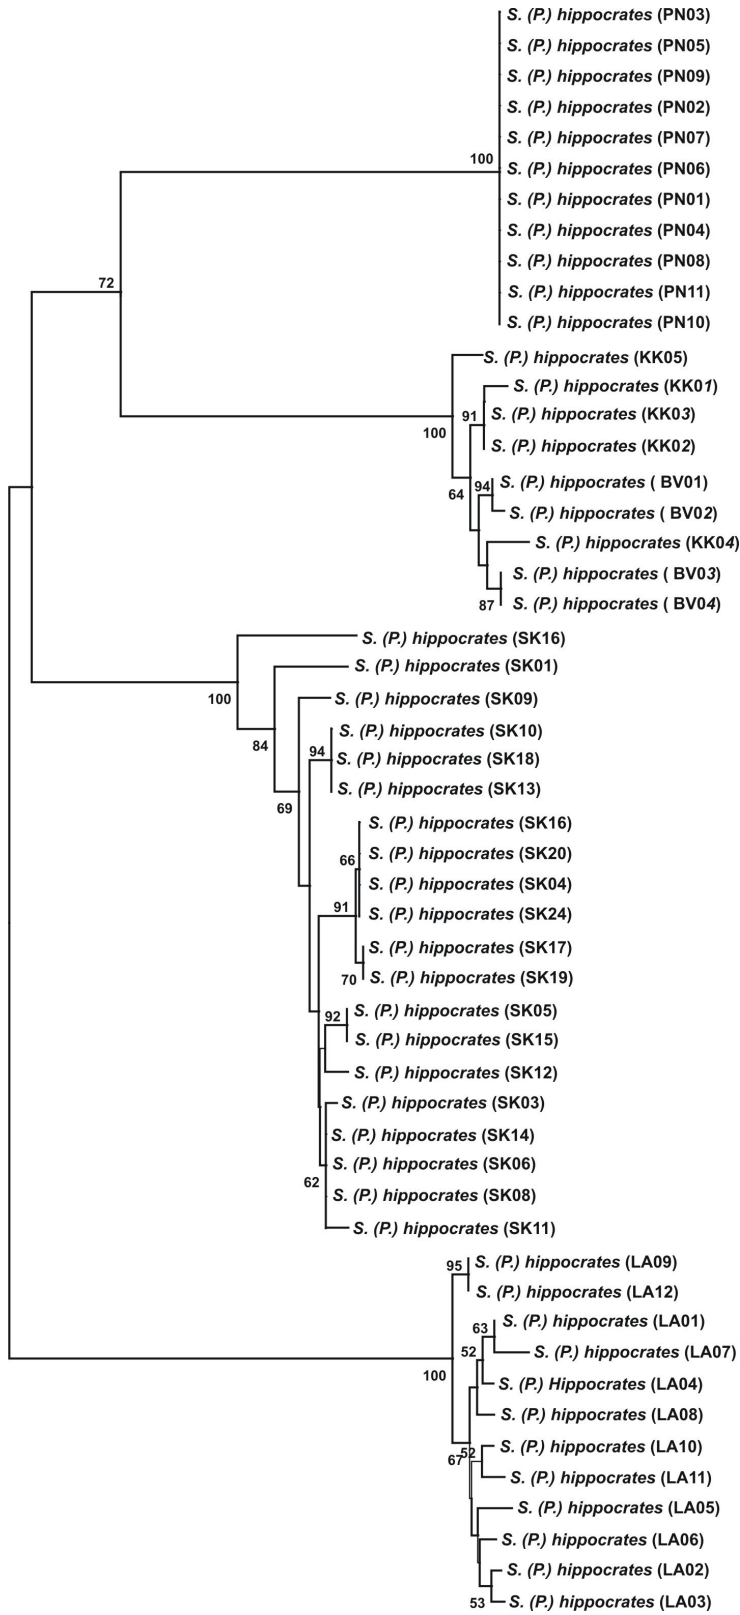 S. (P.) hippocrates (PN03)
S. (P.) hippocrates (PN05)
S. (P.) hippocrates (PN09)
S. (P.) hippocrates (PN02)
S. (P.) hippocrates (PN07)
100
S. (P.) hippocrates (PN06)
S. (P.) hippocrates (PN01)
S. (P.) hippocrates (PN04)
S. (P.) hippocrates (PN08)
72
S. (P.) hippocrates (PN11)
S. (P.) hippocrates (PN10)
S. (P.) hippocrates (KK05)
S. (P.) hippocrates (KK01)
91
S. (P.) hippocrates (KK03)
100
S. (P.) hippocrates (KK02)
S. (P.) hippocrates ( BV01)
94
64
S. (P.) hippocrates ( BV02)
S. (P.) hippocrates (KK04)
S. (P.) hippocrates ( BV03)
S. (P.) hippocrates ( BV04)
87
S. (P.) hippocrates (SK16)
S. (P.) hippocrates (SK01)
100
S. (P.) hippocrates (SK09)
S. (P.) hippocrates (SK10)
84
94
S. (P.) hippocrates (SK18)
S. (P.) hippocrates (SK13)
69
S. (P.) hippocrates (SK16)
S. (P.) hippocrates (SK20)
66
S. (P.) hippocrates (SK04)
91
S. (P.) hippocrates (SK24)
S. (P.) hippocrates (SK17)
S. (P.) hippocrates (SK19)
70
S. (P.) hippocrates (SK05)
92
S. (P.) hippocrates (SK15)
S. (P.) hippocrates (SK12)
S. (P.) hippocrates (SK03)
S. (P.) hippocrates (SK14)
S. (P.) hippocrates (SK06)
62
S. (P.) hippocrates (SK08)
S. (P.) hippocrates (SK11)
S. (P.) hippocrates (LA09)
95
S. (P.) hippocrates (LA12)
S. (P.) hippocrates (LA01)
63
S. (P.) hippocrates (LA07)
52
100
S. (P.) Hippocrates (LA04)
S. (P.) hippocrates (LA08)
S. (P.) hippocrates (LA10)
52
67
S. (P.) hippocrates (LA11)
S. (P.) hippocrates (LA05)
S. (P.) hippocrates (LA06)
S. (P.) hippocrates (LA02)
S. (P.) hippocrates (LA03)
53